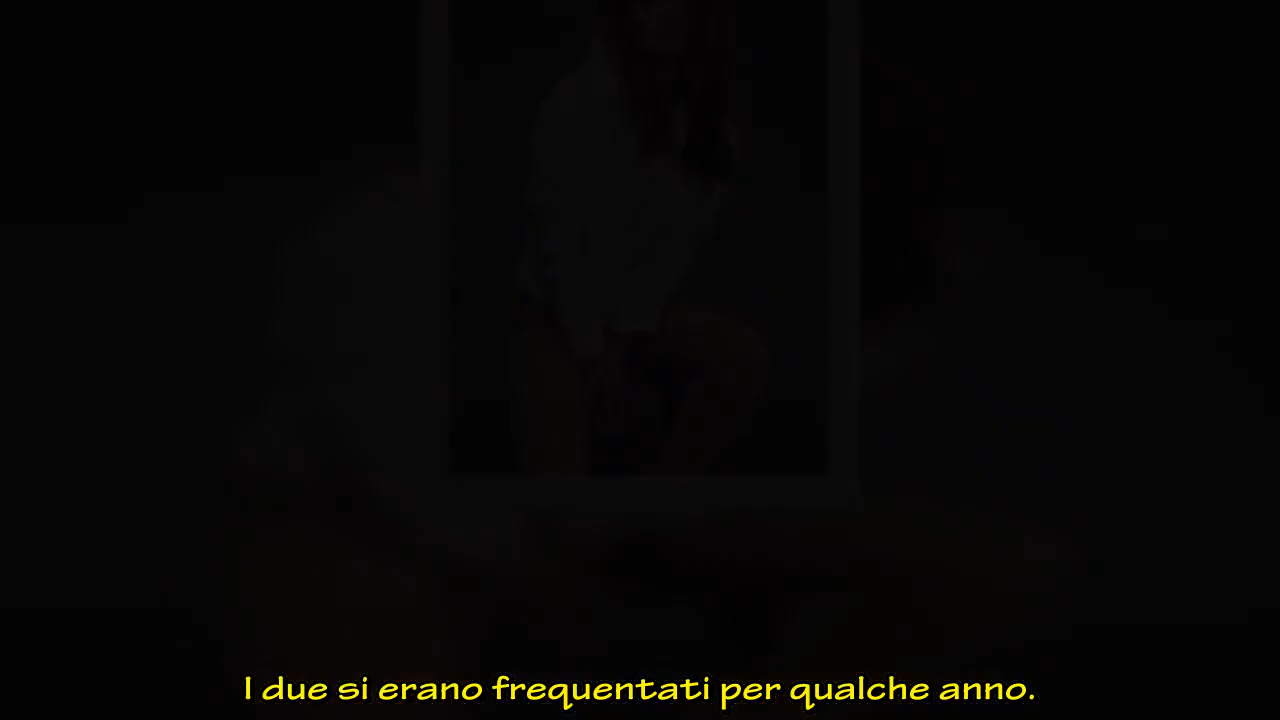 I due si erano frequentati per qualche anno.